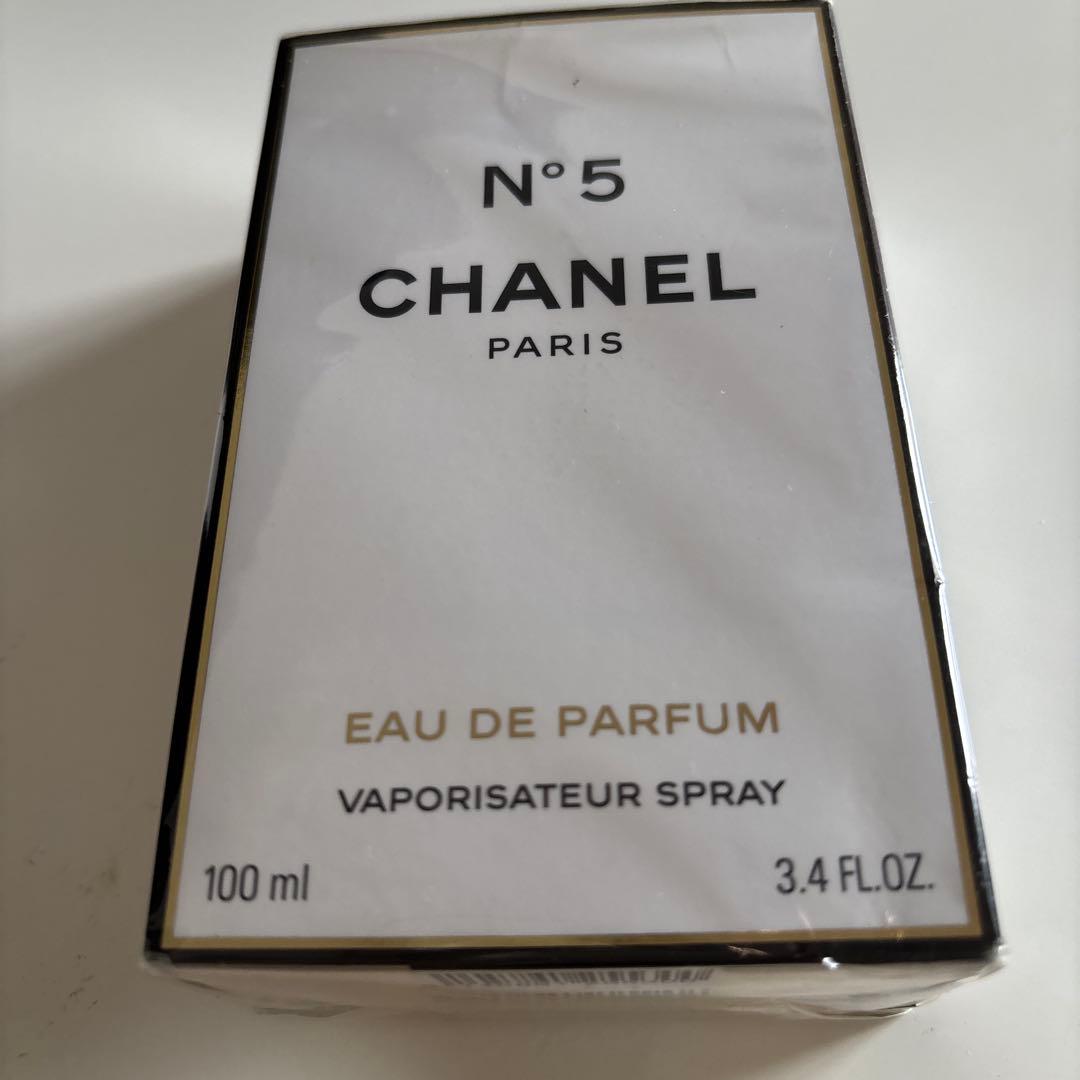 N°5
CHANEL
PARIS
EAU DE PARFUM
VAPORISATEUR SPRAY
100 ml
3.4 FL.OZ.